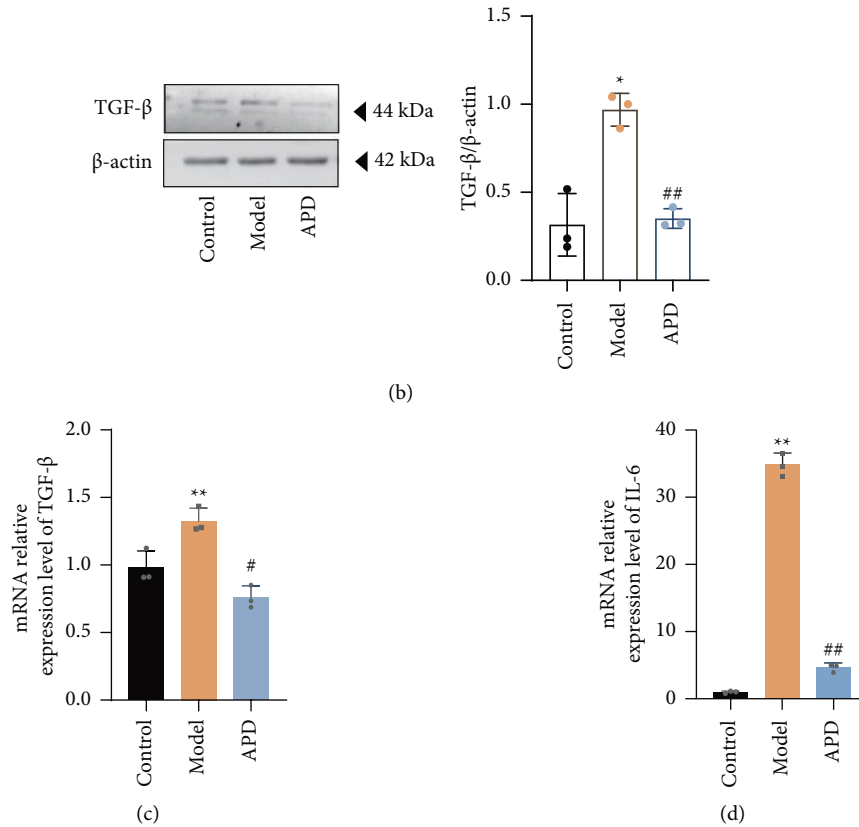 TGF-β
44 kDa
β-actin
42 kDa
Control
Model
APD
TGF-β/β-actin
1.5
1.0
0.5
0.0
*
##
Control
Model
APD
(b)
mRNA relative
expression level of TGF-β
2.0
1.5
1.0
0.5
0.0
**
#
Control
Model
APD
(c)
mRNA relative
expression level of IL-6
40
30
20
10
0
**
##
Control
Model
APD
(d)